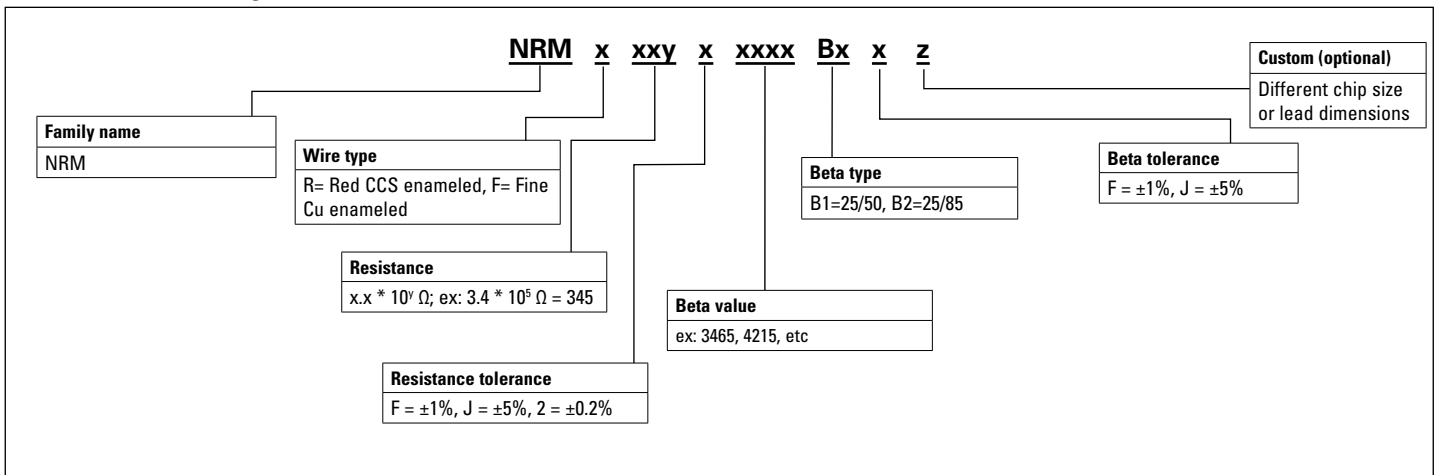 NRM x xxy x xxxx Bx x z
Custom (optional)
Different chip size
or lead dimensions
Family name
NRM
Wire type
R= Red CCS enameled, F= Fine
Cu enameled
Beta type
B1=25/50, B2=25/85
Beta tolerance
F = ±1%, J = ±5%
Resistance
x.x * 10ʸ Ω; ex: 3.4 * 10⁵ Ω = 345
Beta value
ex: 3465, 4215, etc
Resistance tolerance
F = ±1%, J = ±5%, 2 = ±0.2%